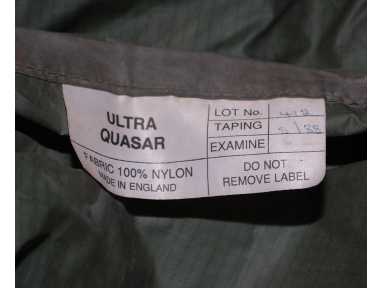 ULTRA
QUASAR
LOT No.
TAPING
EXAMINE
FABRIC 100% NYLON
MADE IN ENGLAND
DO NOT
REMOVE LABEL